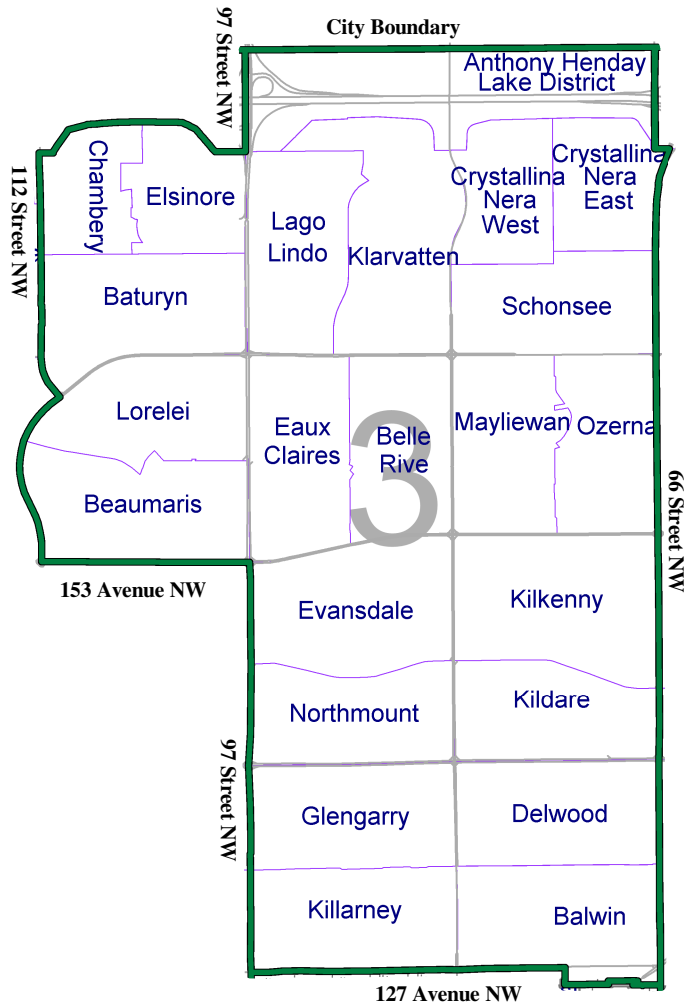 City Boundary
97 Street NW
Anthony Henday
Lake District
112 Street NW
Chambery
Elsinore
Lago
Lindo
Klarvatten
Crystallina
Nera
West
Crystallina
Nera
East
Baturyn
Schonsee
Lorelei
Eaux
Claires
3
Belle
Rive
Mayliewan
Ozerna
Beaumaris
66 Street NW
153 Avenue NW
Evansdale
Kilkenny
Northmount
Kildare
97 Street NW
Glengarry
Delwood
Killarney
Balwin
127 Avenue NW